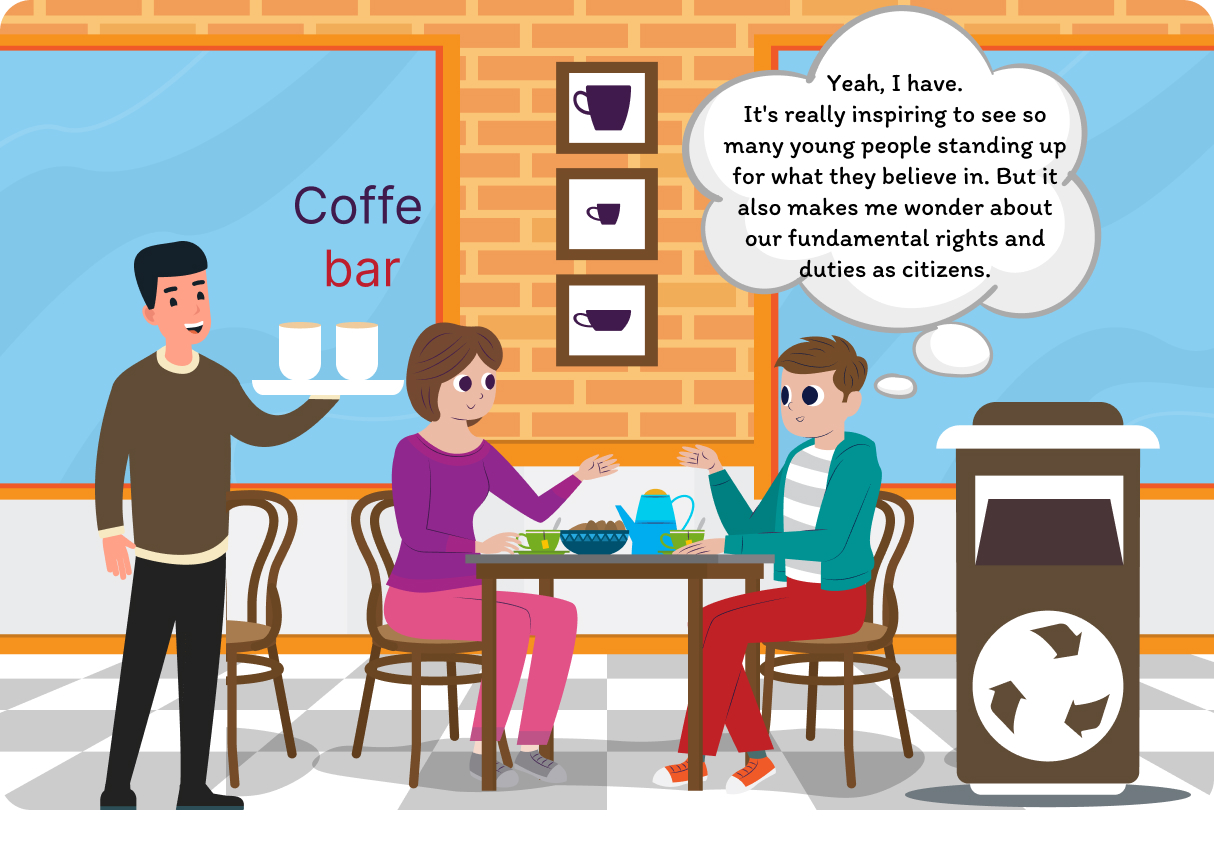 Coffe
bar
Yeah, I have.
It's really inspiring to see so
many young people standing up
for what they believe in. But it
also makes me wonder about
our fundamental rights and
duties as citizens.